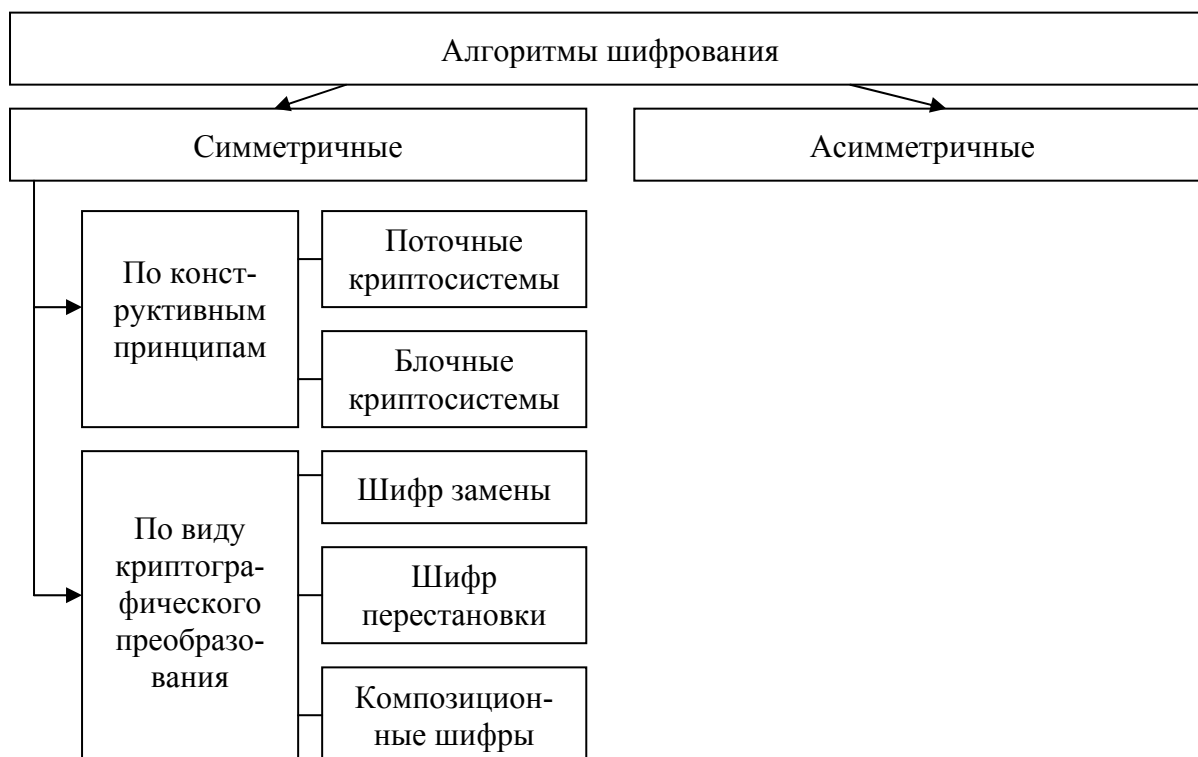 Алгоритмы шифрования
Симметричные
Асимметричные
По конст-
руктивным
принципам
Поточные
криптосистемы
Блочные
криптосистемы
По виду
криптогра-
фического
преобразо-
вания
Шифр замены
Шифр
перестановки
Композицион-
ные шифры